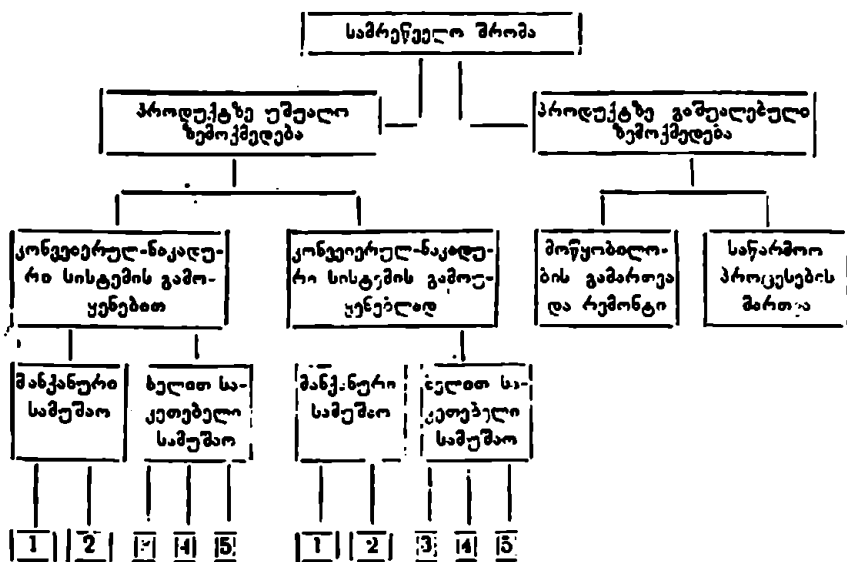 სამრეწველო შრომა
პროდუქტზე უშუალო
ზემოქმედება
პროდუქტზე გაშუალებული
ზემოქმედება
კონვეიერულ-ნაკადუ-
რი სისტემის გამო-
ყენებით
კონვეიერულ-ნაკადუ-
რი სისტემის გამოუ-
ყენებლად
მოწყობილო-
ბის გამართვა
და რემონტი
საწარმოო
პროცესების
მართვა
მანქანური
სამუშაო
ხელით სა-
კეთებელი
სამუშაო
მანქანური
სამუშაო
ხელით სა-
კეთებელი
სამუშაო
1 2 4 5 1 2 3 4 5